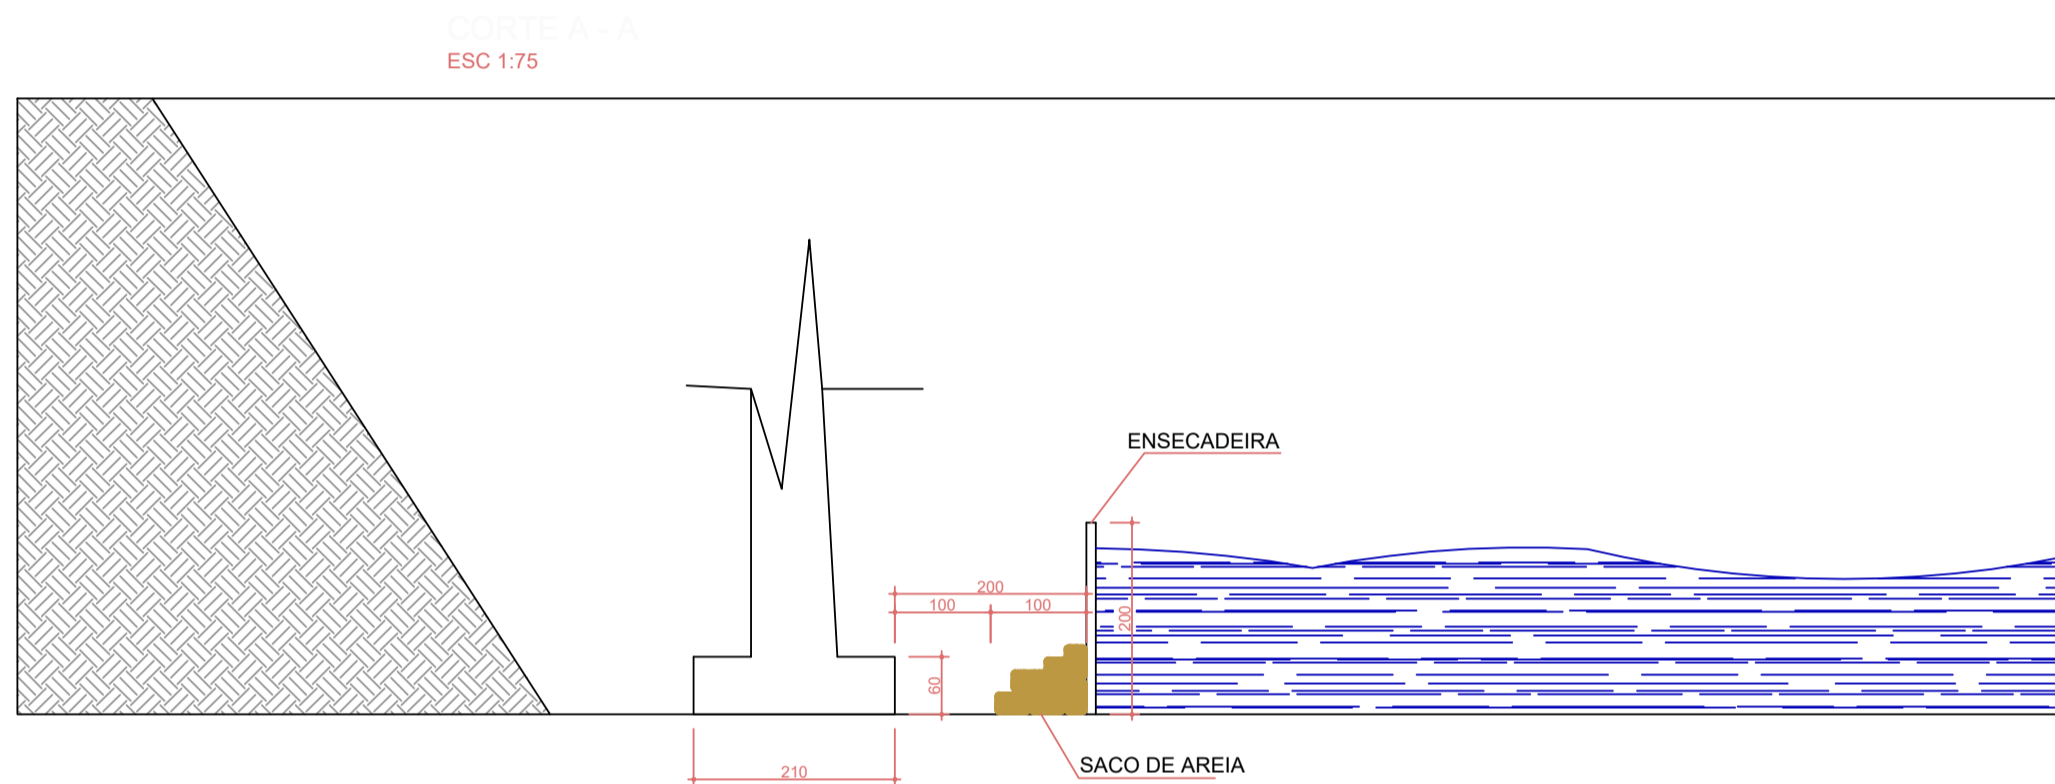 CORTE A - A
ESC 1:75
ENSECADEIRA
200
100
100
200
60
SACO DE AREIA
210